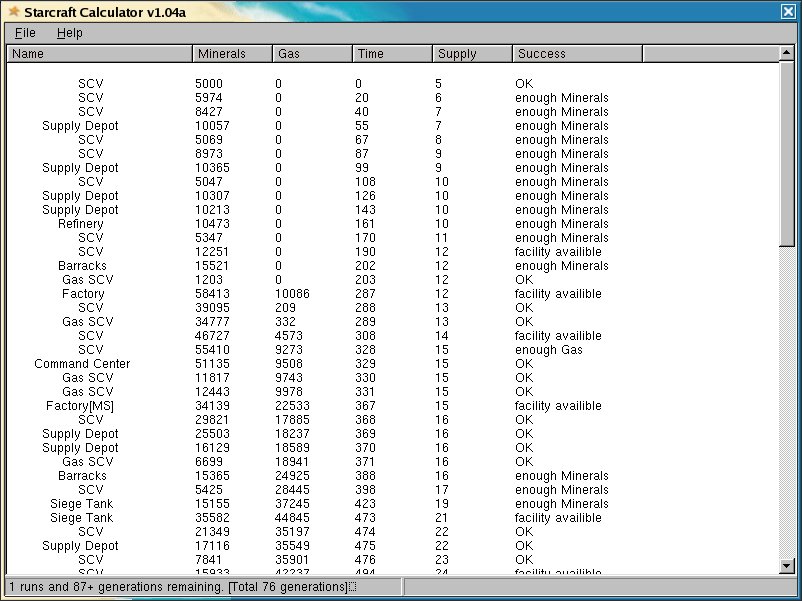 Starcraft Calculator v1.04a
File Help
Name Minerals Gas Time Supply Success
SCV 5000 0 0 5 OK
SCV 5974 0 20 6 enough Minerals
SCV 8427 0 40 7 enough Minerals
Supply Depot 10057 0 55 7 enough Minerals
SCV 5069 0 67 8 enough Minerals
SCV 8973 0 87 9 enough Minerals
Supply Depot 10365 0 99 9 enough Minerals
SCV 5047 0 108 10 enough Minerals
Supply Depot 10307 0 126 10 enough Minerals
Supply Depot 10213 0 143 10 enough Minerals
Refinery 10473 0 161 10 enough Minerals
SCV 5347 0 170 11 enough Minerals
SCV 12251 0 190 12 facility availible
Barracks 15521 0 202 12 enough Minerals
Gas SCV 1203 0 203 12 OK
Factory 58413 10086 287 12 facility availible
SCV 39095 209 288 13 OK
Gas SCV 34777 332 289 13 OK
SCV 46727 4573 308 14 facility availible
SCV 55410 9273 328 15 enough Gas
Command Center 51135 9508 329 15 OK
Gas SCV 11817 9743 330 15 OK
Gas SCV 12443 9978 331 15 OK
Factory[MS] 34139 22533 367 15 facility availible
SCV 29821 17885 368 16 OK
Supply Depot 25503 18237 369 16 OK
Supply Depot 16129 18589 370 16 OK
Gas SCV 6699 18941 371 16 OK
Barracks 15365 24925 388 16 enough Minerals
SCV 5425 28445 398 17 enough Minerals
Siege Tank 15155 37245 423 19 enough Minerals
Siege Tank 35582 44845 473 21 facility availible
SCV 21349 35197 474 22 OK
Supply Depot 17116 35549 475 22 OK
SCV 7841 35901 476 23 OK
SCV 15933 42237 494 24 facility availible
1 runs and 87+ generations remaining. [Total 76 generations]